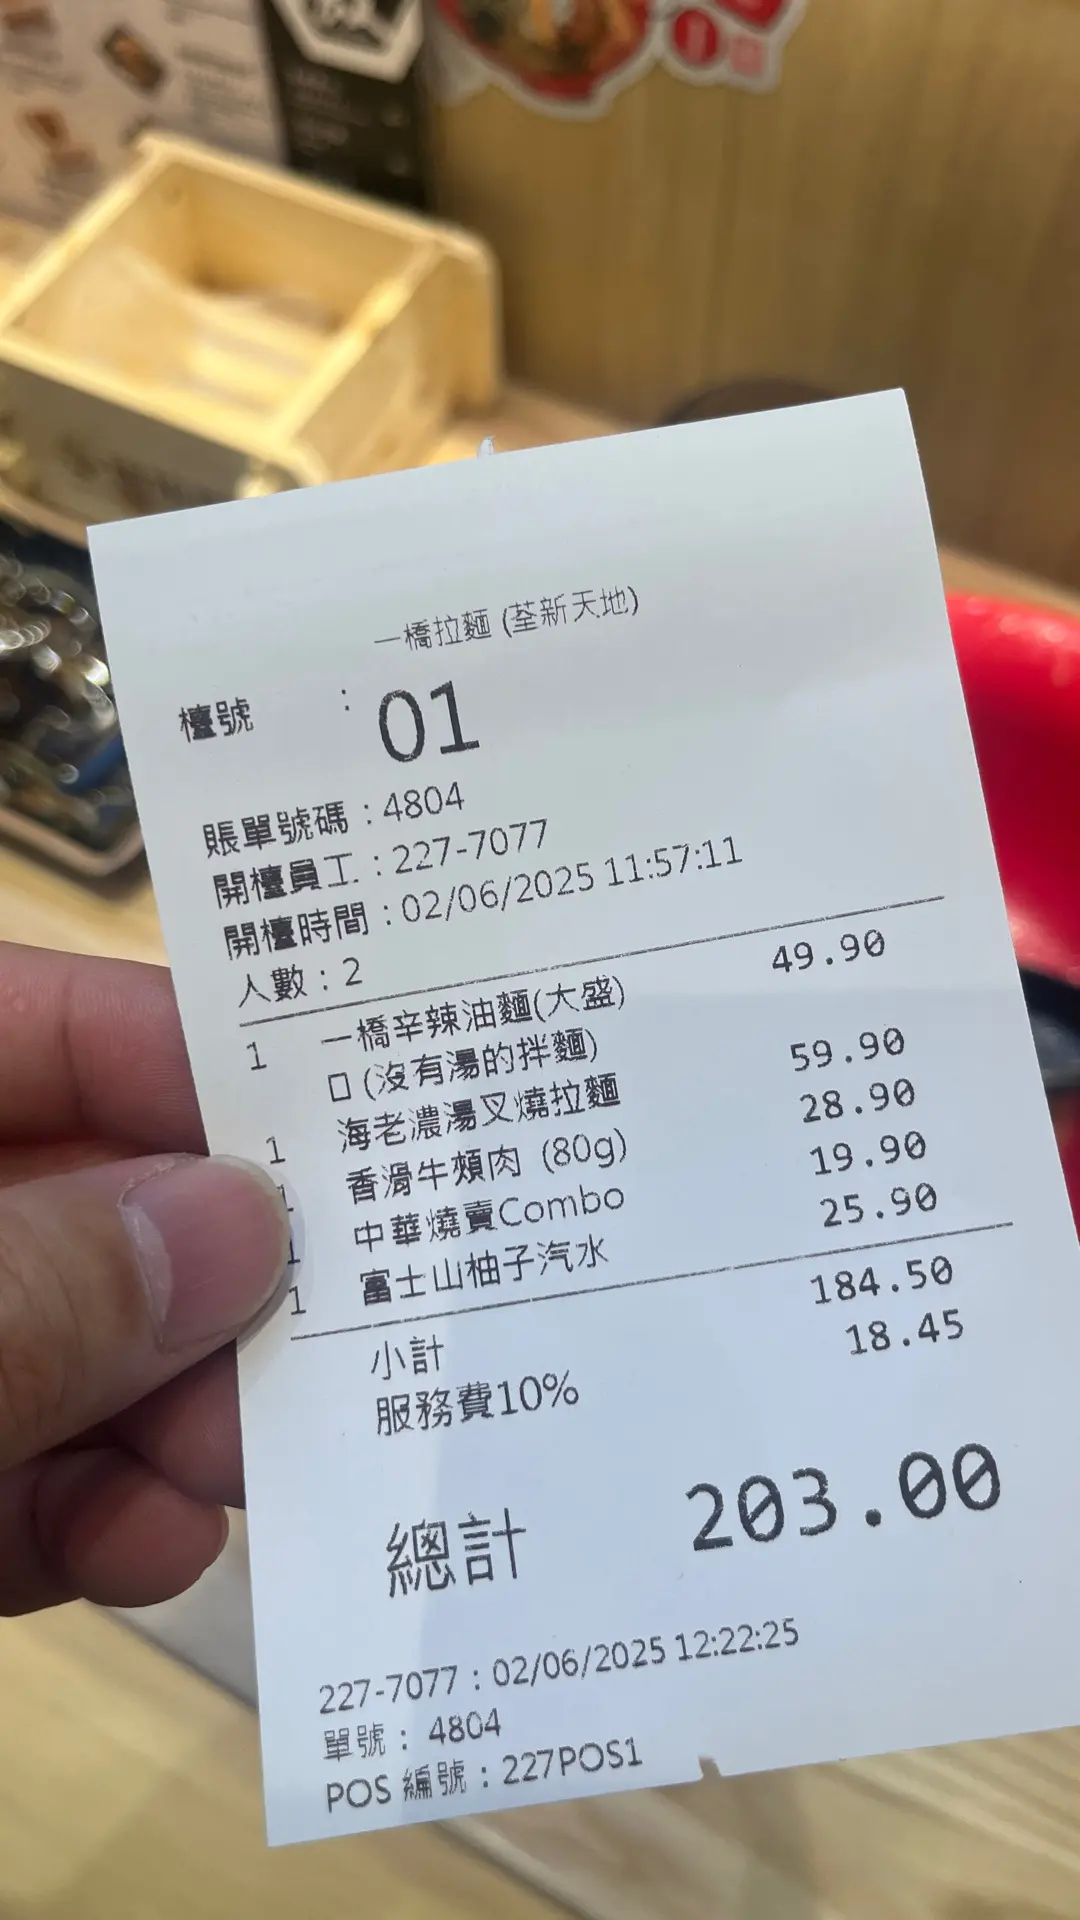 一橋拉麵 (荃新天地)
檯號 : 01
賬單號碼 : 4804
開檯員工 : 227-7077
開檯時間 : 02/06/2025 11:57:11
人數 : 2
1 一橋辛辣油麵(大盛) 49.90
口 (沒有湯的拌麵)
1 海老濃湯叉燒拉麵 59.90
1 香滑牛頰肉 (80g) 28.90
1 中華燒賣Combo 19.90
1 富士山柚子汽水 25.90
小計 184.50
服務費10% 18.45
總計 203.00
227-7077 : 02/06/2025 12:22:25
單號 : 4804
POS 編號 : 227POS1